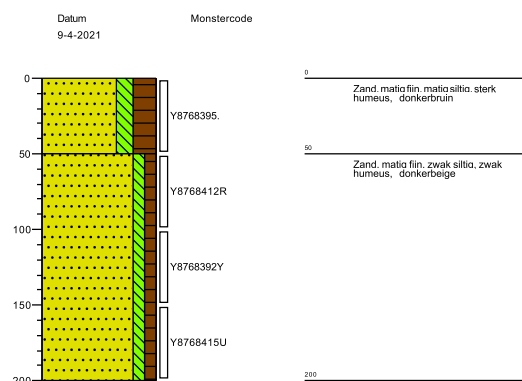 Datum Monstercode
9-4-2021
0
0
Zand, matig fijn, matig siltig, sterk
humeus, donkerbruin
Y8768395.
50
50
Zand, matig fijn, zwak siltig, zwak
humeus, donkerbeige
Y8768412R
100
Y8768392Y
150
Y8768415U
200
200